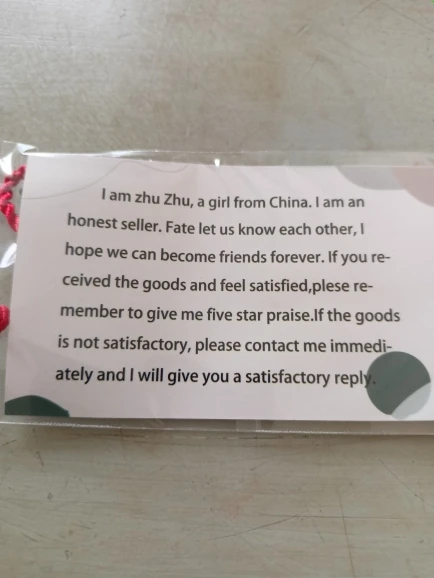 I am zhu Zhu, a girl from China. I am an
honest seller. Fate let us know each other, I
hope we can become friends forever. If you re-
ceived the goods and feel satisfied,plese re-
member to give me five star praise.If the goods
is not satisfactory, please contact me immedi-
ately and I will give you a satisfactory reply.